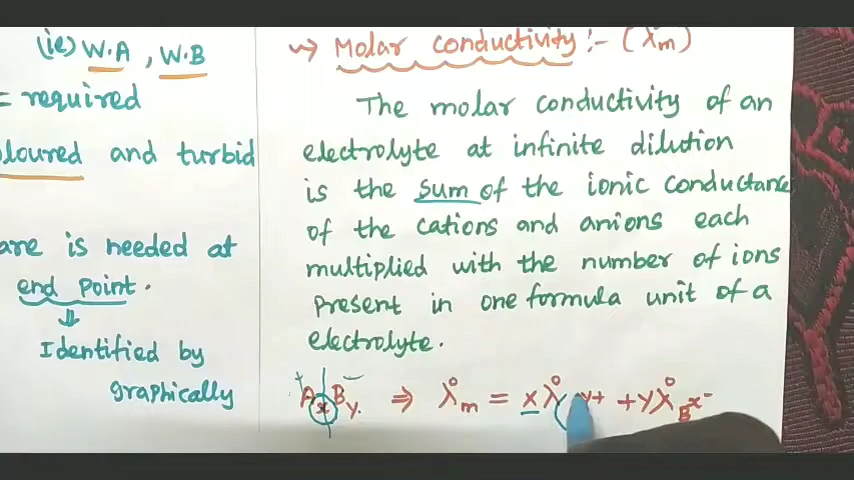 (ie) W.A , W.B
= required
loured and turbid
are is needed at
end point.
⇓
Identified by
graphically
⇝ Molar conductivity :- (λ°m)
The molar conductivity of an
electrolyte at infinite dilution
is the sum of the ionic conductance
of the cations and anions each
multiplied with the number of ions
present in one formula unit of a
electrolyte.
+ AxBy - ⇒ λ°m = xλ° y+ + yλ°Bx-